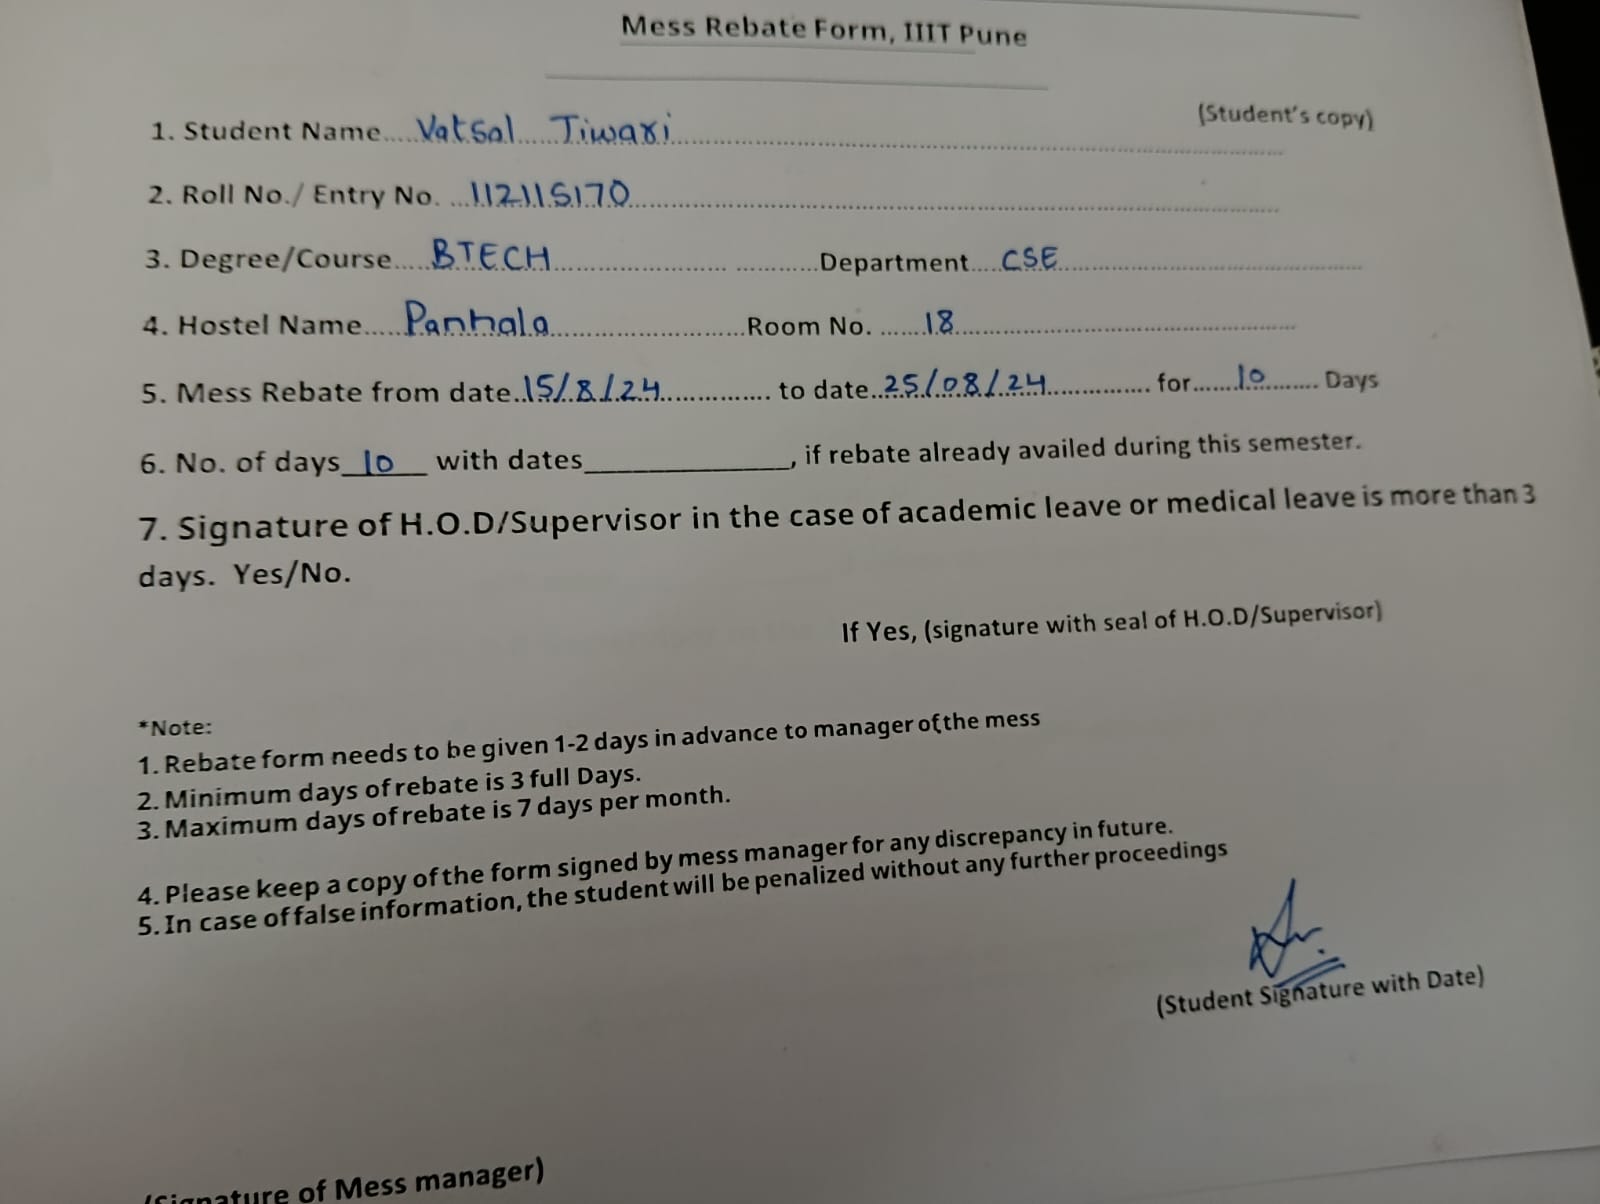 Mess Rebate Form, IIIT Pune
(Student's copy)
1. Student Name.....Vatsal......Tiwari......
2. Roll No./ Entry No. ...112115170......
3. Degree/Course.....BTECH...... ............Department....CSE......
4. Hostel Name......Panhala......Room No. .......18......
5. Mess Rebate from date..15/8/24............. to date..25/08/24............. for.......10........ Days
6. No. of days__10__ with dates______________, if rebate already availed during this semester.
7. Signature of H.O.D/Supervisor in the case of academic leave or medical leave is more than 3
days. Yes/No.
If Yes, (signature with seal of H.O.D/Supervisor)
*Note:
1. Rebate form needs to be given 1-2 days in advance to manager of the mess
2. Minimum days of rebate is 3 full Days.
3. Maximum days of rebate is 7 days per month.
4. Please keep a copy of the form signed by mess manager for any discrepancy in future.
5. In case of false information, the student will be penalized without any further proceedings
(Student Signature with Date)
(Signature of Mess manager)